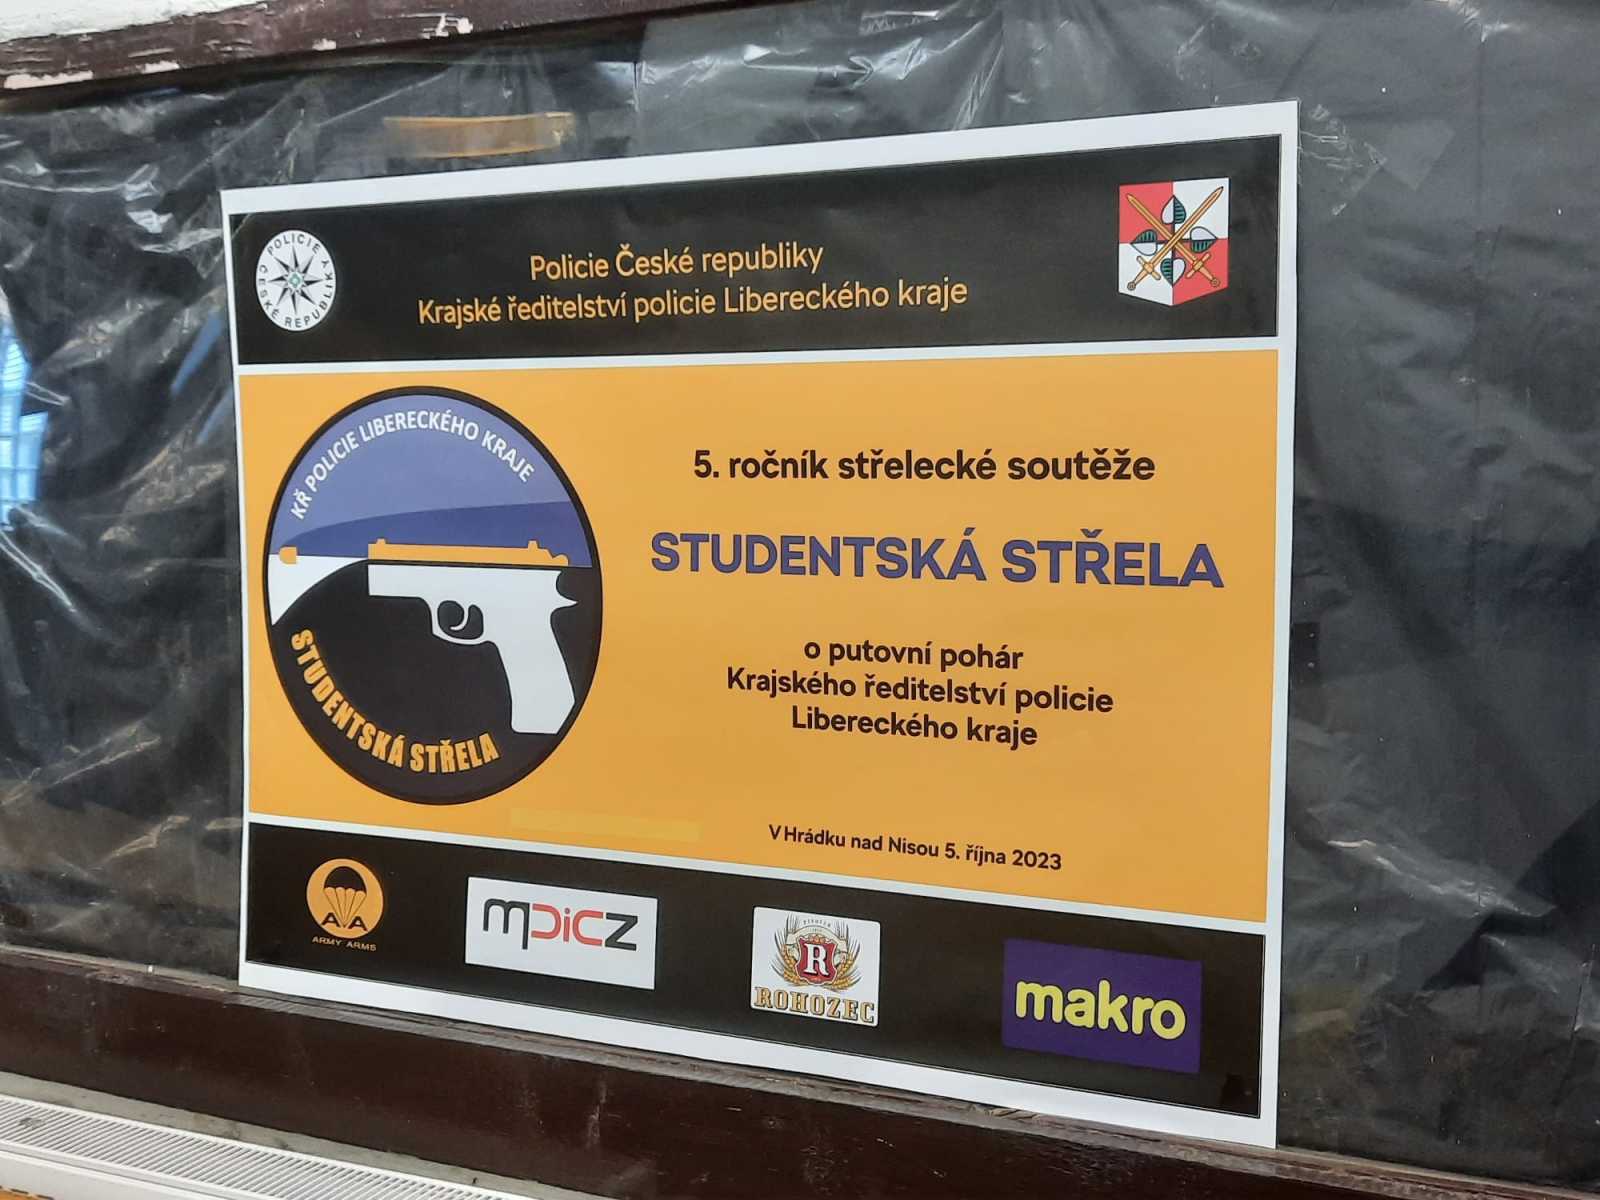 POLICIE ČESKÉ REPUBLIKY
Policie České republiky
Krajské ředitelství policie Libereckého kraje
KŘ POLICIE LIBERECKÉHO KRAJE
STUDENTSKÁ STŘELA
5. ročník střelecké soutěže
STUDENTSKÁ STŘELA
o putovní pohár
Krajského ředitelství policie
Libereckého kraje
V Hrádku nad Nisou 5. října 2023
AA
ARMY ARMS
MDICZ
R
ROHOZEC
makro